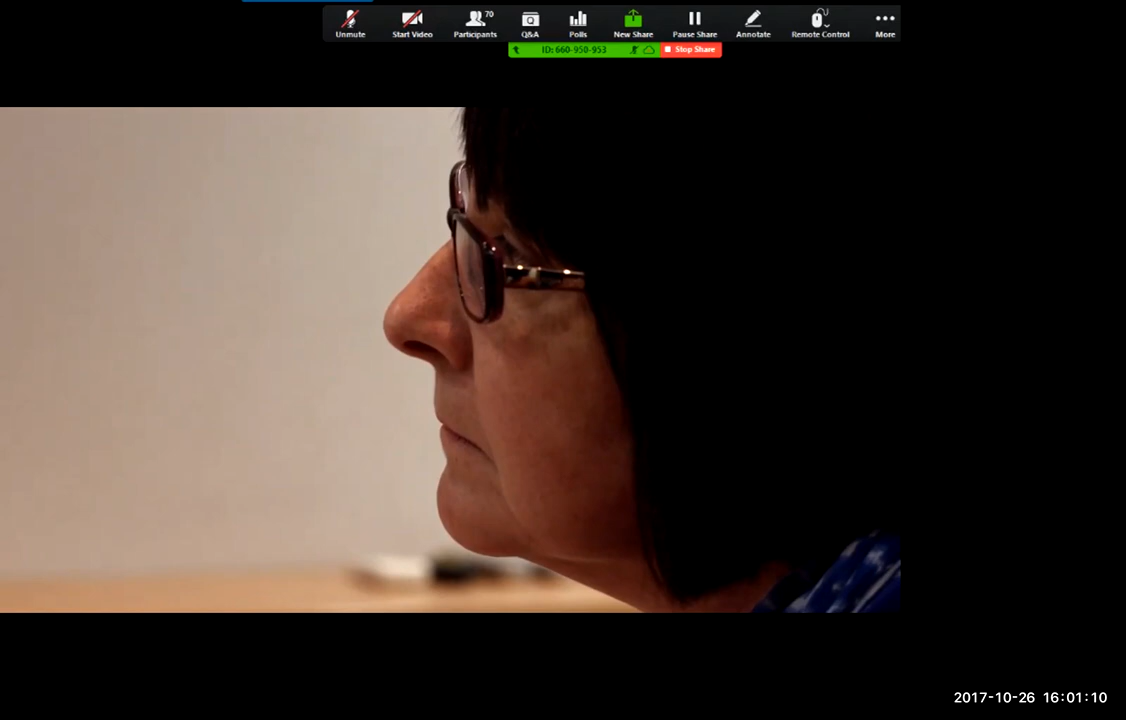 70
Unmute Start Video Participants Q&A Polls New Share Pause Share Annotate Remote Control More
ID: 660-950-953 Stop Share
2017-10-26 16:01:10